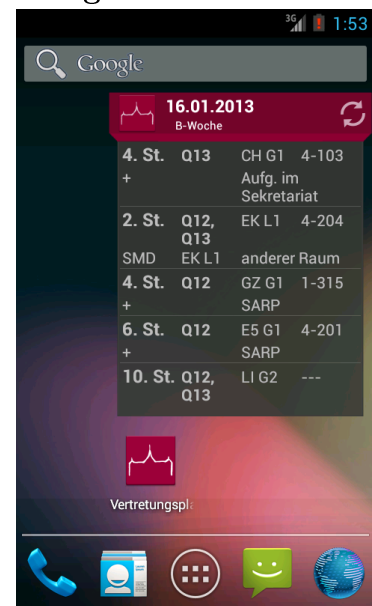 3G 1:53
Google
16.01.2013
B-Woche
4. St. Q13 CH G1 4-103
+ Aufg. im
Sekretariat
2. St. Q12, EK L1 4-204
Q13
SMD EK L1 anderer Raum
4. St. Q12 GZ G1 1-315
+ SARP
6. St. Q12 E5 G1 4-201
+ SARP
10. St. Q12, LI G2 ---
Q13
Vertretungspla